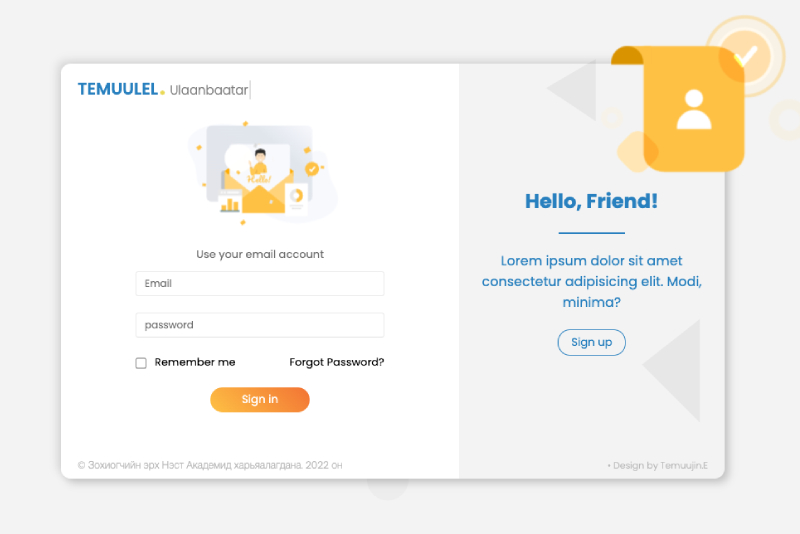 TEMUULEL. Ulaanbaatar
Hello!
Use your email account
Email
password
Remember me
Forgot Password?
Sign in
© Зохиогчийн эрх Нэст Академид харьяалагдана. 2022 он
Hello, Friend!
Lorem ipsum dolor sit amet
consectetur adipisicing elit. Modi,
minima?
Sign up
• Design by Temuujin.E